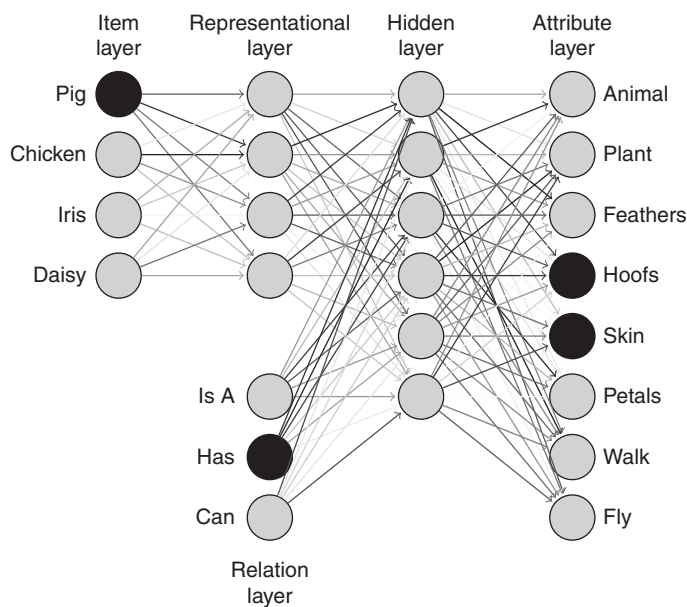 Item
layer
Representational
layer
Hidden
layer
Attribute
layer
Pig
Chicken
Iris
Daisy
Is A
Has
Can
Relation
layer
Animal
Plant
Feathers
Hoofs
Skin
Petals
Walk
Fly